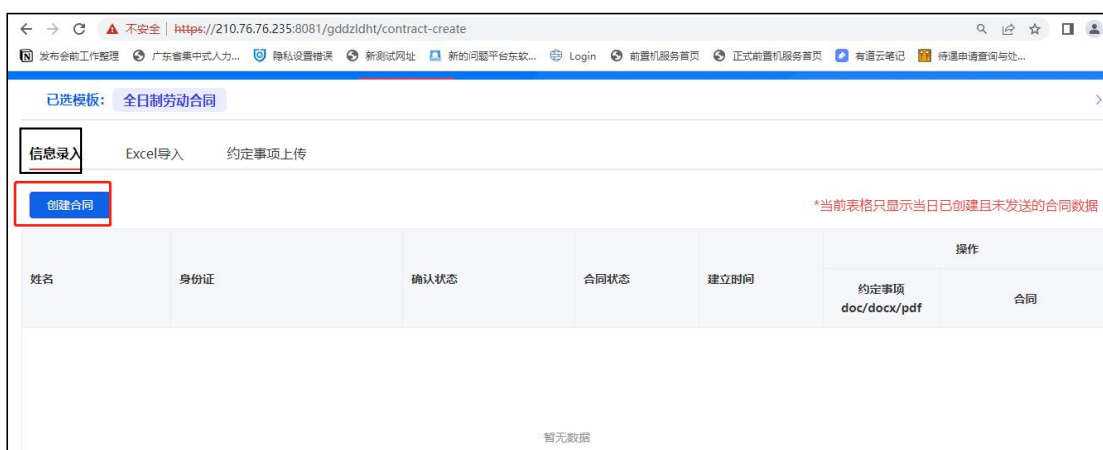 不安全 | https://210.76.76.235:8081/gddzldht/contract-create
发布会前工作整理 广东省集中式人力... 隐私设置错误 新测试网址 新的问题平台东软... Login 前置机服务首页 正式前置机服务首页 有道云笔记 待遇申请查询与处...
已选模板： 全日制劳动合同
信息录入 Excel导入 约定事项上传
创建合同 *当前表格只显示当日已创建且未发送的合同数据
操作
姓名 身份证 确认状态 合同状态 建立时间
约定事项 合同
doc/docx/pdf
暂无数据